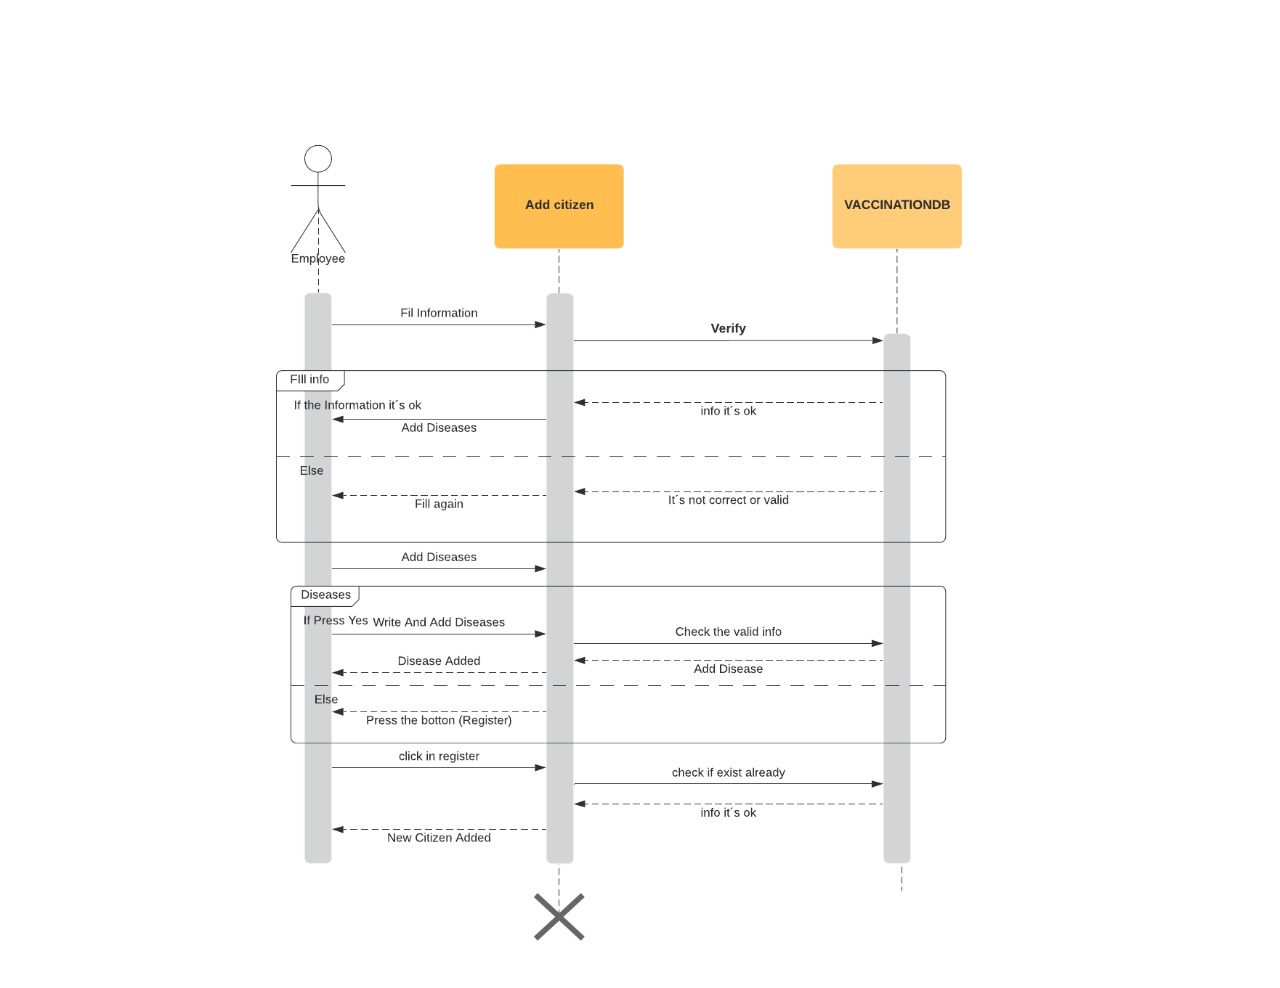 Employee
Add citizen
VACCINATIONDB
Fil Information
Verify
FIll info
If the Information it´s ok
info it´s ok
Add Diseases
Else
Fill again
It´s not correct or valid
Add Diseases
Diseases
If Press Yes
Write And Add Diseases
Check the valid info
Disease Added
Add Disease
Else
Press the botton (Register)
click in register
check if exist already
info it´s ok
New Citizen Added